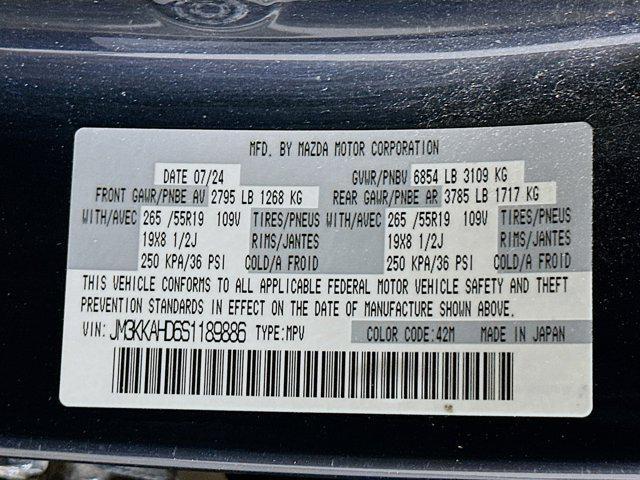 MFD. BY MAZDA MOTOR CORPORATION
DATE 07/24 GVWR/PNBV 6854 LB 3109 KG
FRONT GAWR/PNBE AV 2795 LB 1268 KG REAR GAWR/PNBE AR 3785 LB 1717 KG
WITH/AVEC 265 /55R19 109V TIRES/PNEUS WITH/AVEC 265 /55R19 109V TIRES/PNEUS
19X8 1/2J RIMS/JANTES 19X8 1/2J RIMS/JANTES
250 KPA/36 PSI COLD/A FROID 250 KPA/36 PSI COLD/A FROID
THIS VEHICLE CONFORMS TO ALL APPLICABLE FEDERAL MOTOR VEHICLE SAFETY AND THEFT
PREVENTION STANDARDS IN EFFECT ON THE DATE OF MANUFACTURE SHOWN ABOVE.
VIN: JM3KKAHD6S1189886 TYPE:MPV COLOR CODE:42M MADE IN JAPAN